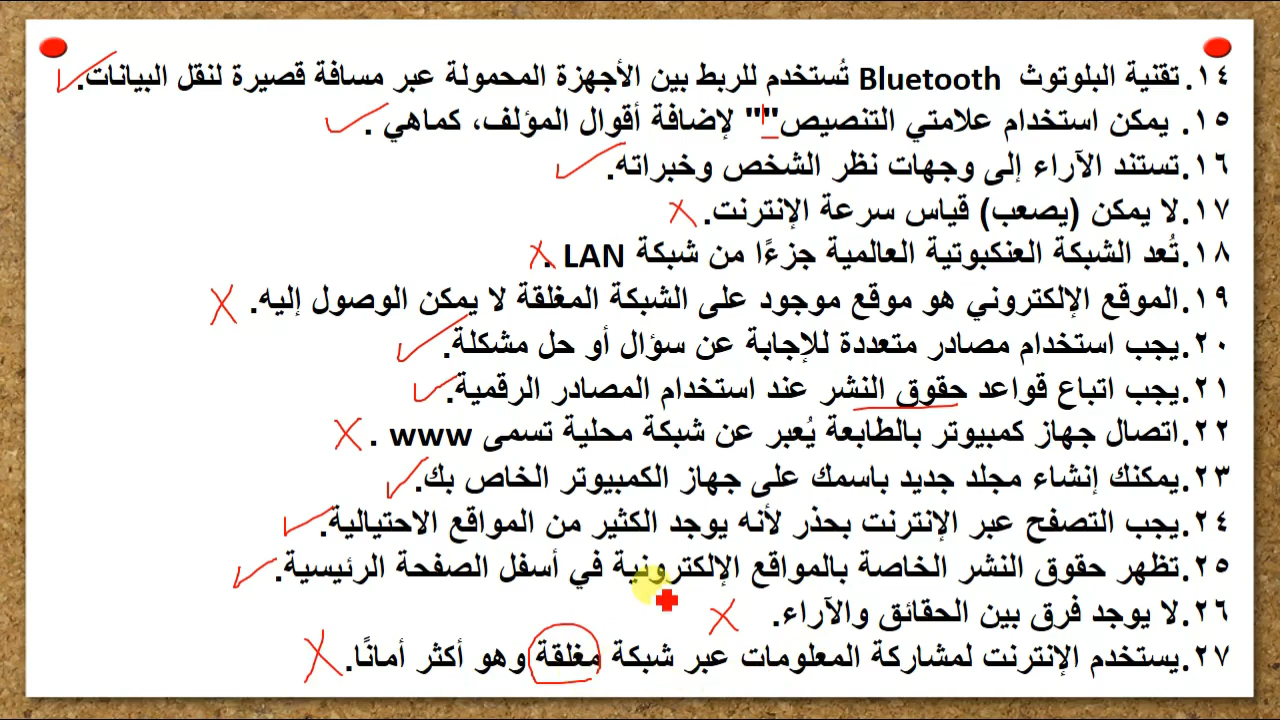 ١٤. تقنية البلوتوث Bluetooth تُستخدم للربط بين الأجهزة المحمولة عبر مسافة قصيرة لنقل البيانات.
١٥. يمكن استخدام علامتي التنصيص"" لإضافة أقوال المؤلف، كماهي .
١٦.تستند الآراء إلى وجهات نظر الشخص وخبراته.
١٧.لا يمكن (يصعب) قياس سرعة الإنترنت.
١٨.تُعد الشبكة العنكبوتية العالمية جزءًا من شبكة LAN .
١٩.الموقع الإلكتروني هو موقع موجود على الشبكة المغلقة لا يمكن الوصول إليه.
٢٠.يجب استخدام مصادر متعددة للإجابة عن سؤال أو حل مشكلة.
٢١.يجب اتباع قواعد حقوق النشر عند استخدام المصادر الرقمية.
٢٢.اتصال جهاز كمبيوتر بالطابعة يُعبر عن شبكة محلية تسمى www .
٢٣.يمكنك إنشاء مجلد جديد باسمك على جهاز الكمبيوتر الخاص بك.
٢٤.يجب التصفح عبر الإنترنت بحذر لأنه يوجد الكثير من المواقع الاحتيالية.
٢٥.تظهر حقوق النشر الخاصة بالمواقع الإلكترونية في أسفل الصفحة الرئيسية.
٢٦.لا يوجد فرق بين الحقائق والآراء.
٢٧.يستخدم الإنترنت لمشاركة المعلومات عبر شبكة مغلقة وهو أكثر أمانًا.